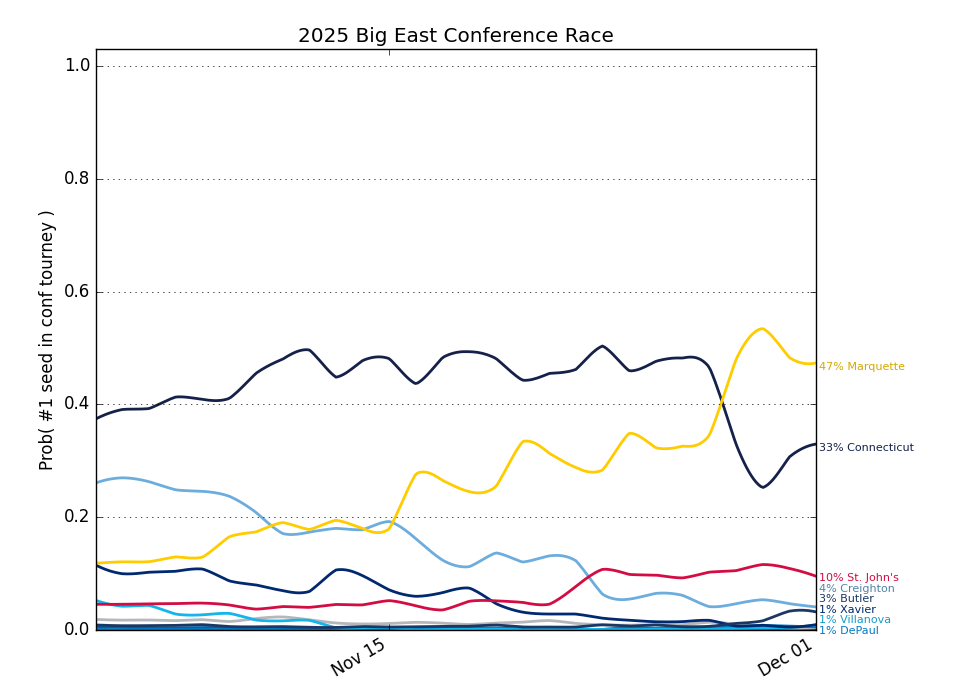 2025 Big East Conference Race
Prob( #1 seed in conf tourney )
1.0
0.8
0.6
0.4
0.2
0.0
47% Marquette
33% Connecticut
10% St. John's
4% Creighton
3% Butler
1% Xavier
1% Villanova
1% DePaul
Nov 15
Dec 01